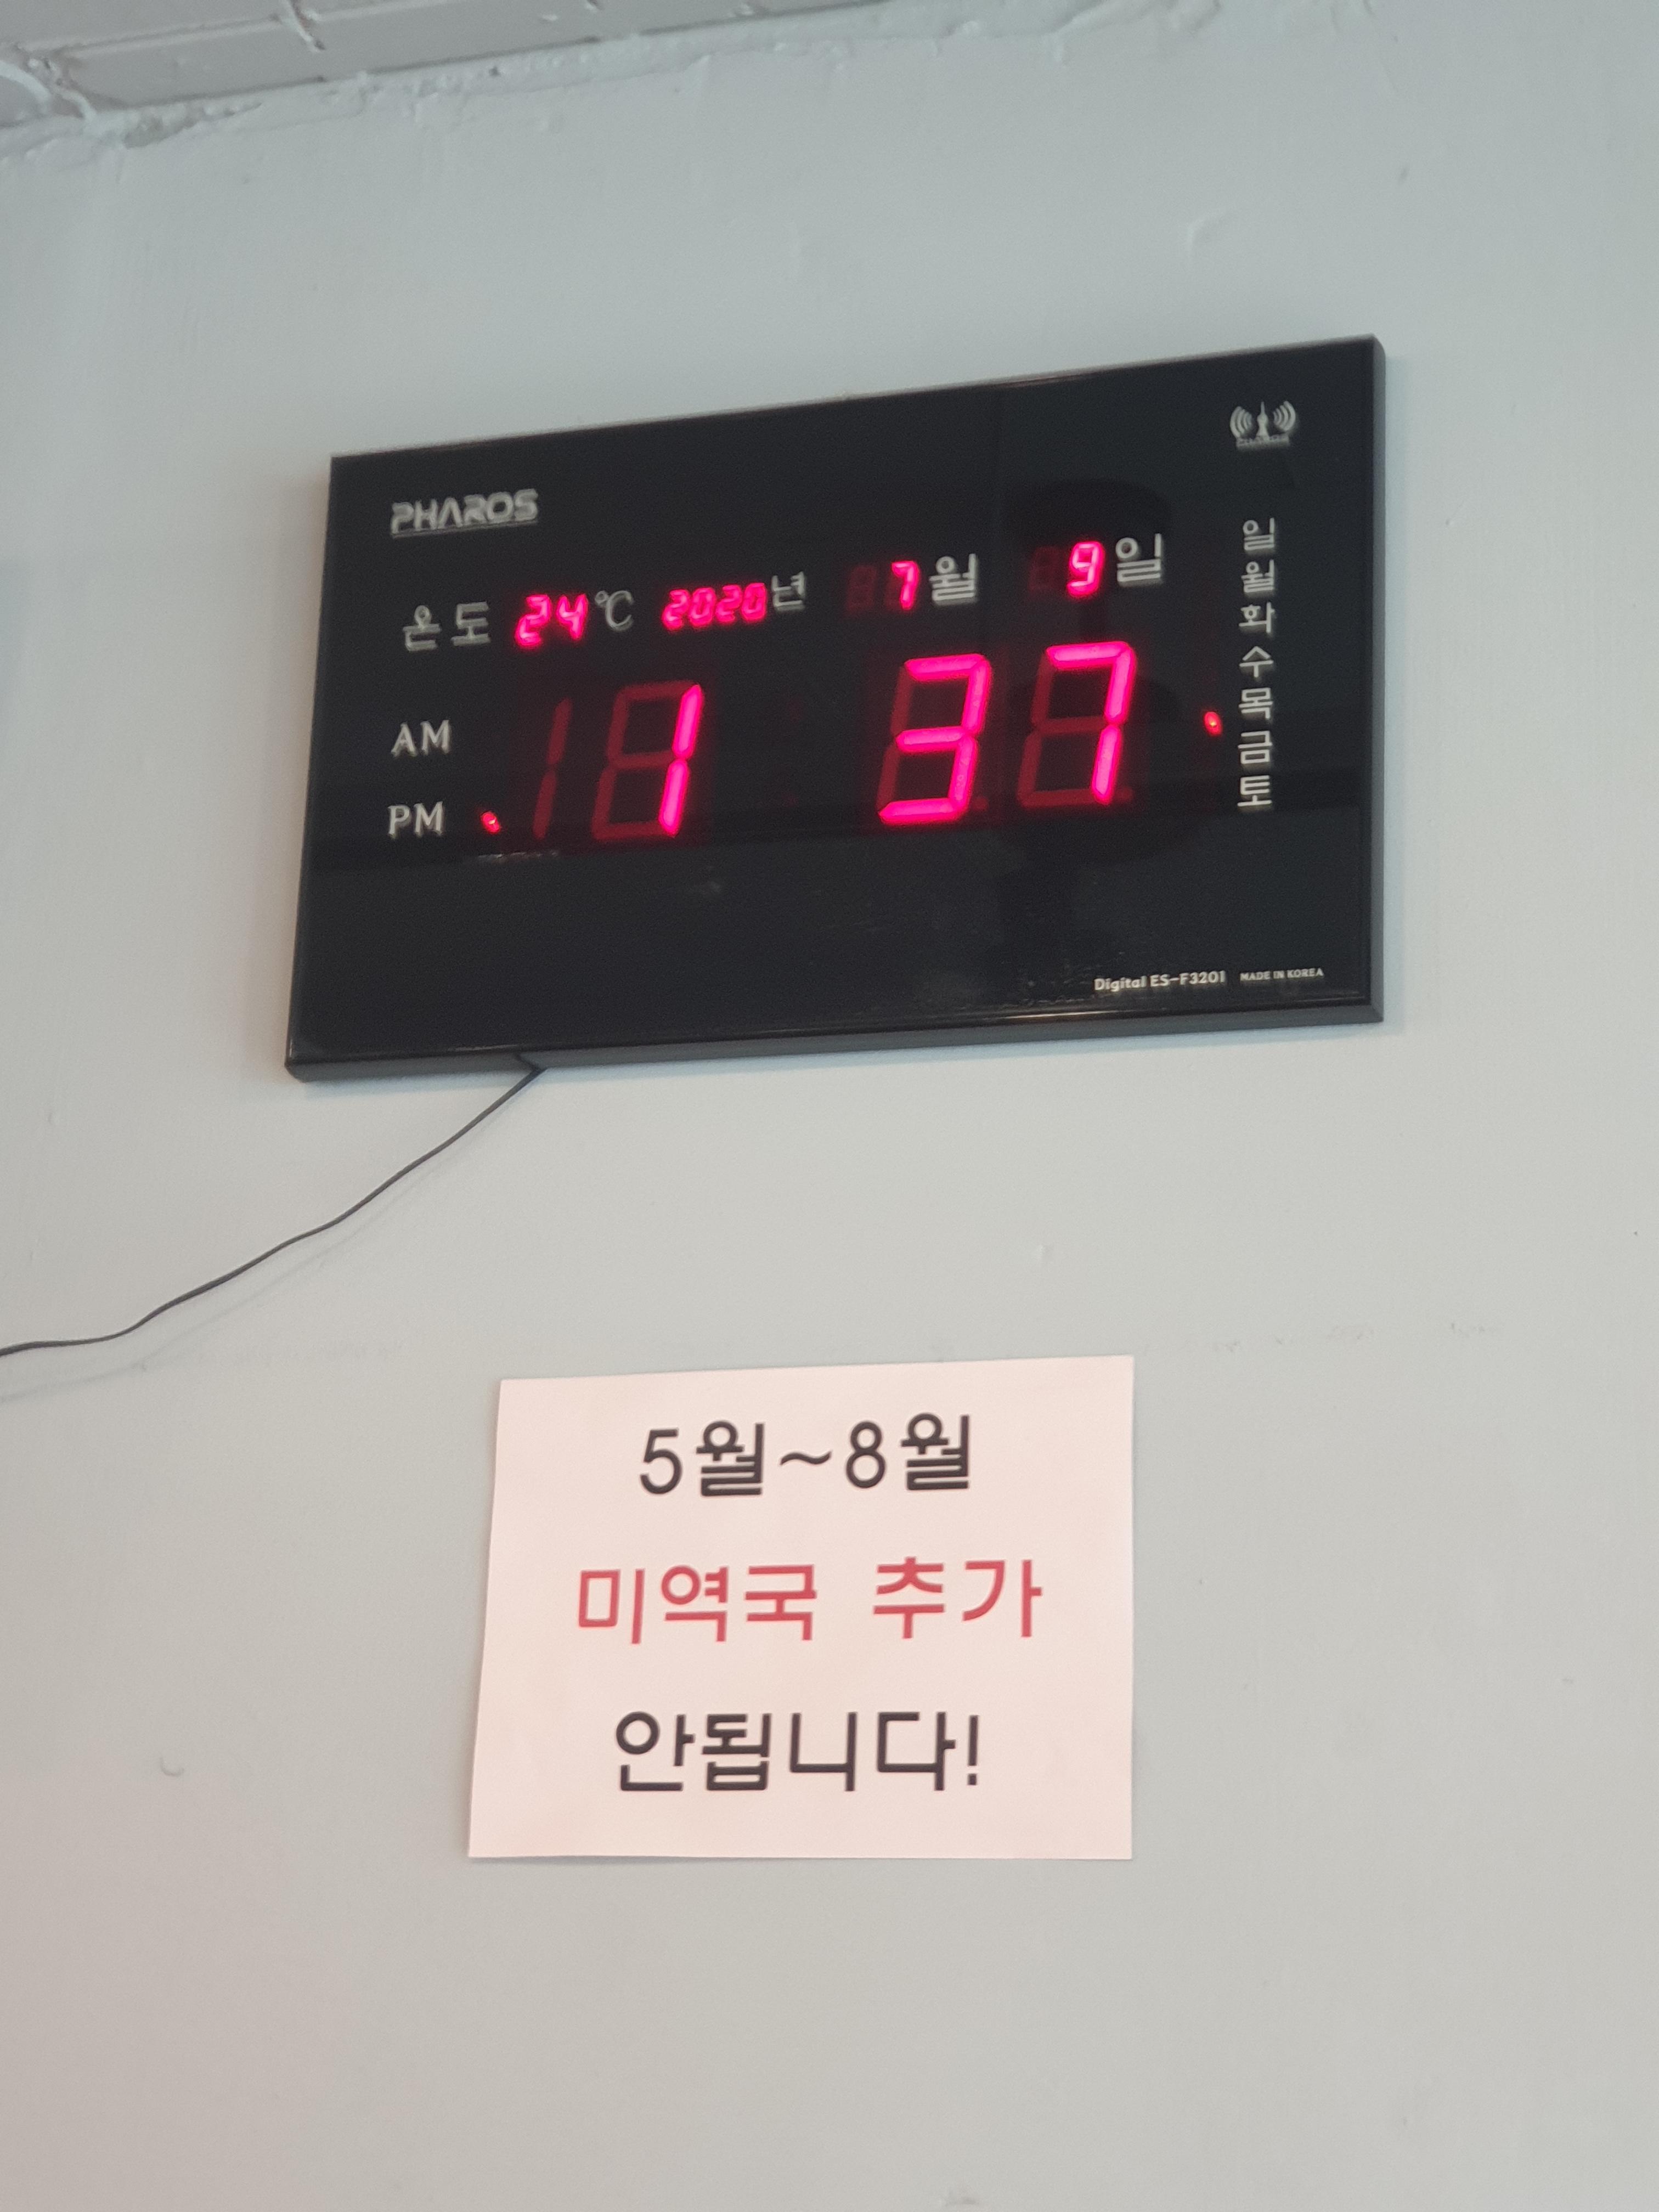 PHAROS
온도 24℃ 2020년 7월 9일
AM
PM
1 37
일
월
화
수
목
금
토
Digital ES-F3201 MADE IN KOREA
5월~8월
미역국 추가
안됩니다!